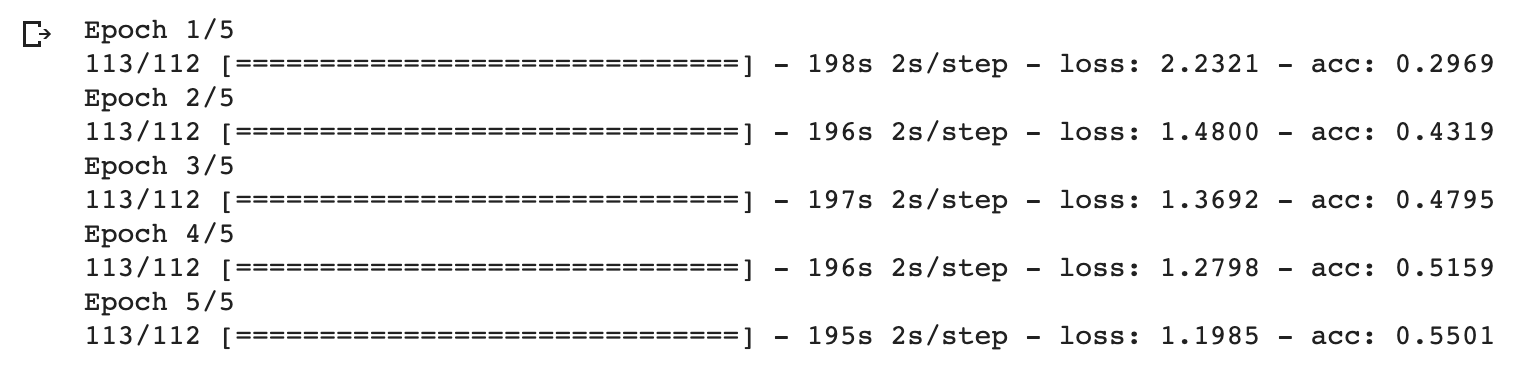 Epoch 1/5
113/112 [==============================] - 198s 2s/step - loss: 2.2321 - acc: 0.2969
Epoch 2/5
113/112 [==============================] - 196s 2s/step - loss: 1.4800 - acc: 0.4319
Epoch 3/5
113/112 [==============================] - 197s 2s/step - loss: 1.3692 - acc: 0.4795
Epoch 4/5
113/112 [==============================] - 196s 2s/step - loss: 1.2798 - acc: 0.5159
Epoch 5/5
113/112 [==============================] - 195s 2s/step - loss: 1.1985 - acc: 0.5501